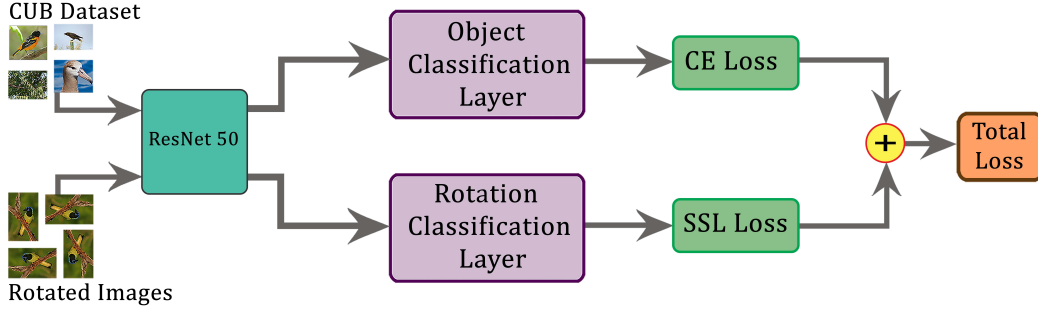 CUB Dataset
ResNet 50
Object
Classification
Layer
CE Loss
+
Total
Loss
Rotation
Classification
Layer
SSL Loss
Rotated Images